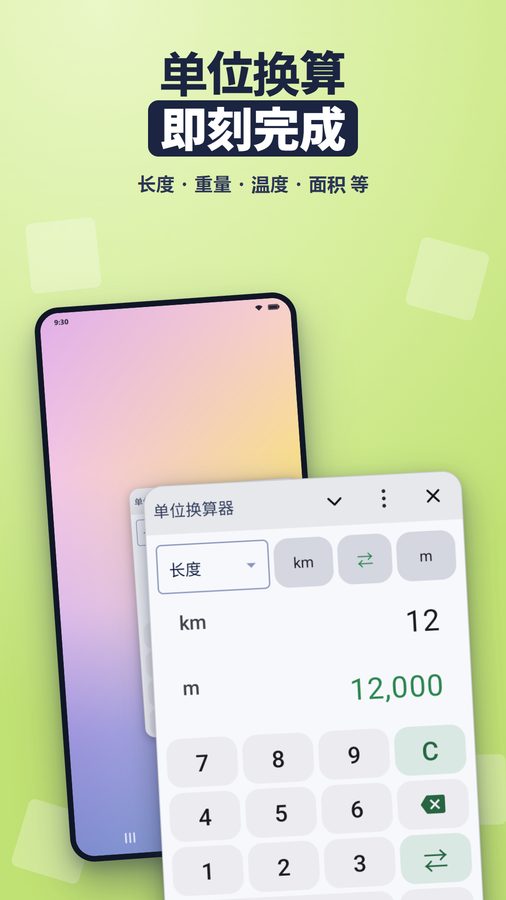 单位换算
即刻完成
长度 · 重量 · 温度 · 面积 等
9:30
单位换算器
长度 km m
km 12
m 12,000
7 8 9 C
4 5 6
1 2 3